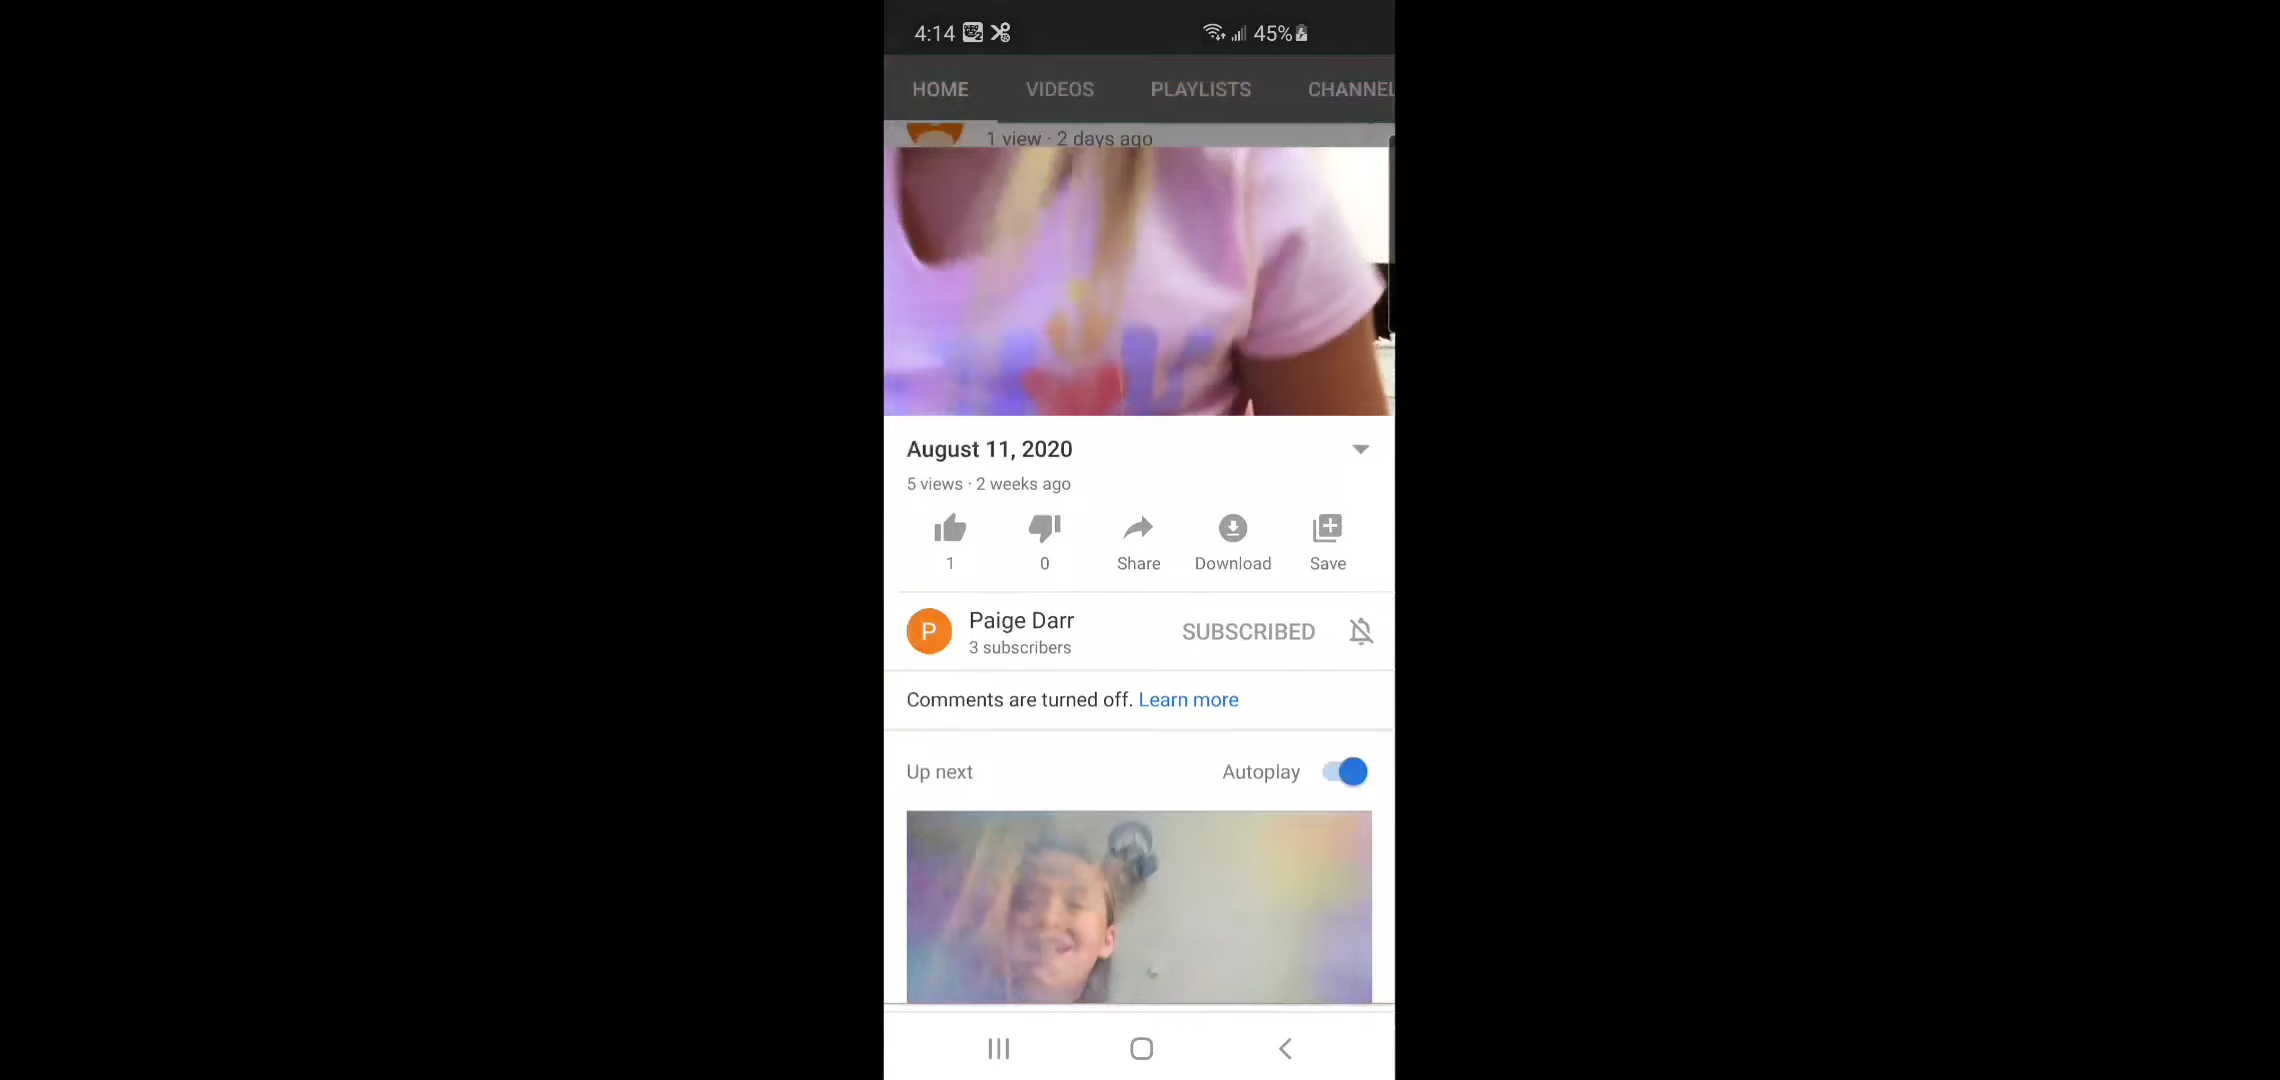 4:14 45%
HOME VIDEOS PLAYLISTS CHANNEL
1 view · 2 days ago
August 11, 2020
5 views · 2 weeks ago
1 0 Share Download Save
P Paige Darr SUBSCRIBED
3 subscribers
Comments are turned off. Learn more
Up next Autoplay